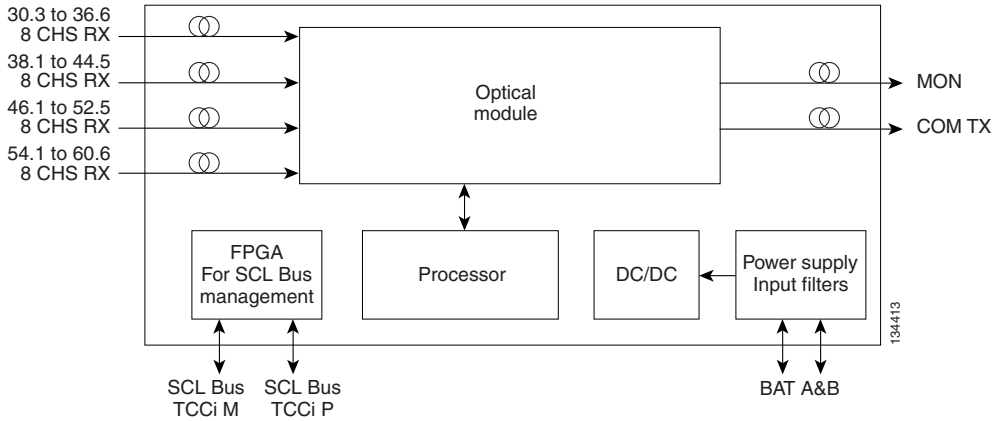 30.3 to 36.6
8 CHS RX
38.1 to 44.5
8 CHS RX
46.1 to 52.5
8 CHS RX
54.1 to 60.6
8 CHS RX
Optical
module
MON
COM TX
FPGA
For SCL Bus
management
Processor
DC/DC
Power supply
Input filters
134413
SCL Bus
TCCi M
SCL Bus
TCCi P
BAT A&B